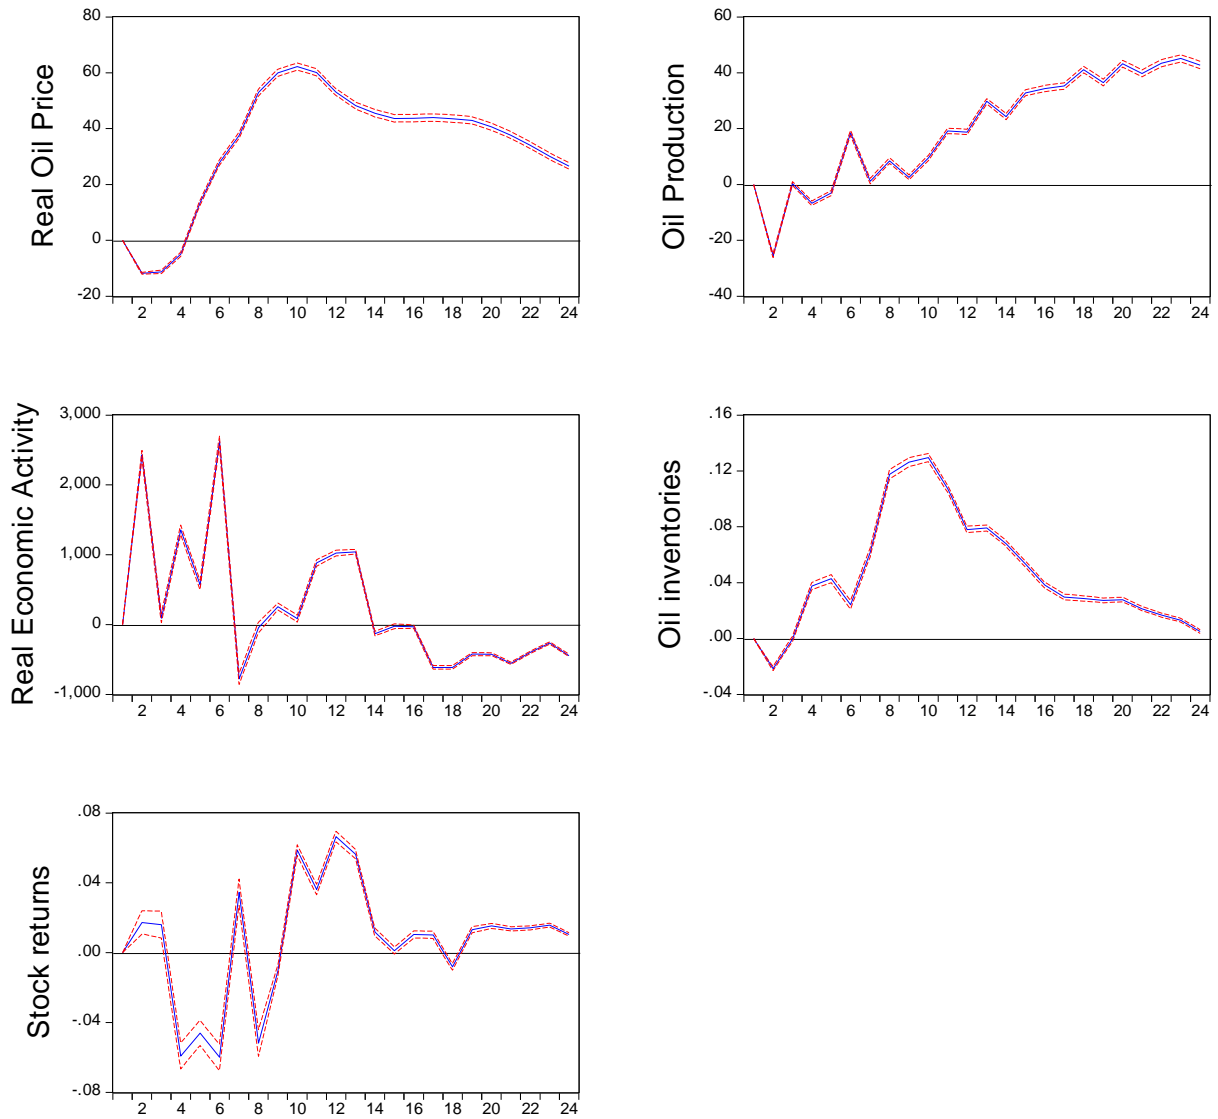 Real Oil Price
80
60
40
20
0
-20
2 4 6 8 10 12 14 16 18 20 22 24
Oil Production
60
40
20
0
-20
-40
2 4 6 8 10 12 14 16 18 20 22 24
Real Economic Activity
3,000
2,000
1,000
0
-1,000
2 4 6 8 10 12 14 16 18 20 22 24
Oil inventories
.16
.12
.08
.04
.00
-.04
2 4 6 8 10 12 14 16 18 20 22 24
Stock returns
.08
.04
.00
-.04
-.08
2 4 6 8 10 12 14 16 18 20 22 24